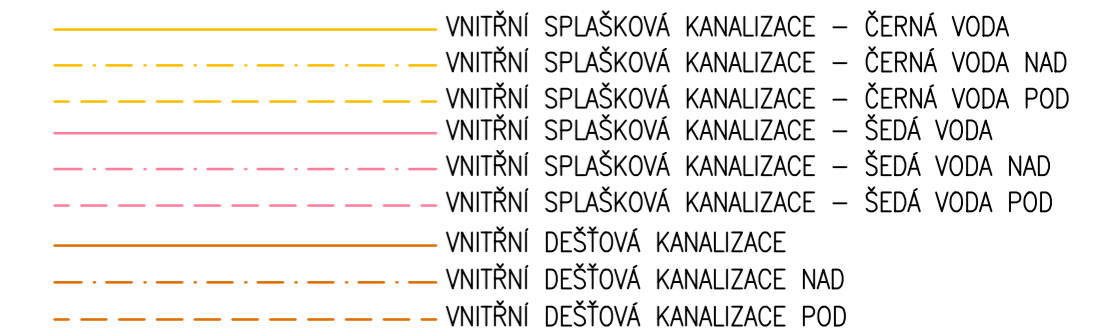 VNITŘNÍ SPLAŠKOVÁ KANALIZACE – ČERNÁ VODA
VNITŘNÍ SPLAŠKOVÁ KANALIZACE – ČERNÁ VODA NAD
VNITŘNÍ SPLAŠKOVÁ KANALIZACE – ČERNÁ VODA POD
VNITŘNÍ SPLAŠKOVÁ KANALIZACE – ŠEDÁ VODA
VNITŘNÍ SPLAŠKOVÁ KANALIZACE – ŠEDÁ VODA NAD
VNITŘNÍ SPLAŠKOVÁ KANALIZACE – ŠEDÁ VODA POD
VNITŘNÍ DEŠŤOVÁ KANALIZACE
VNITŘNÍ DEŠŤOVÁ KANALIZACE NAD
VNITŘNÍ DEŠŤOVÁ KANALIZACE POD